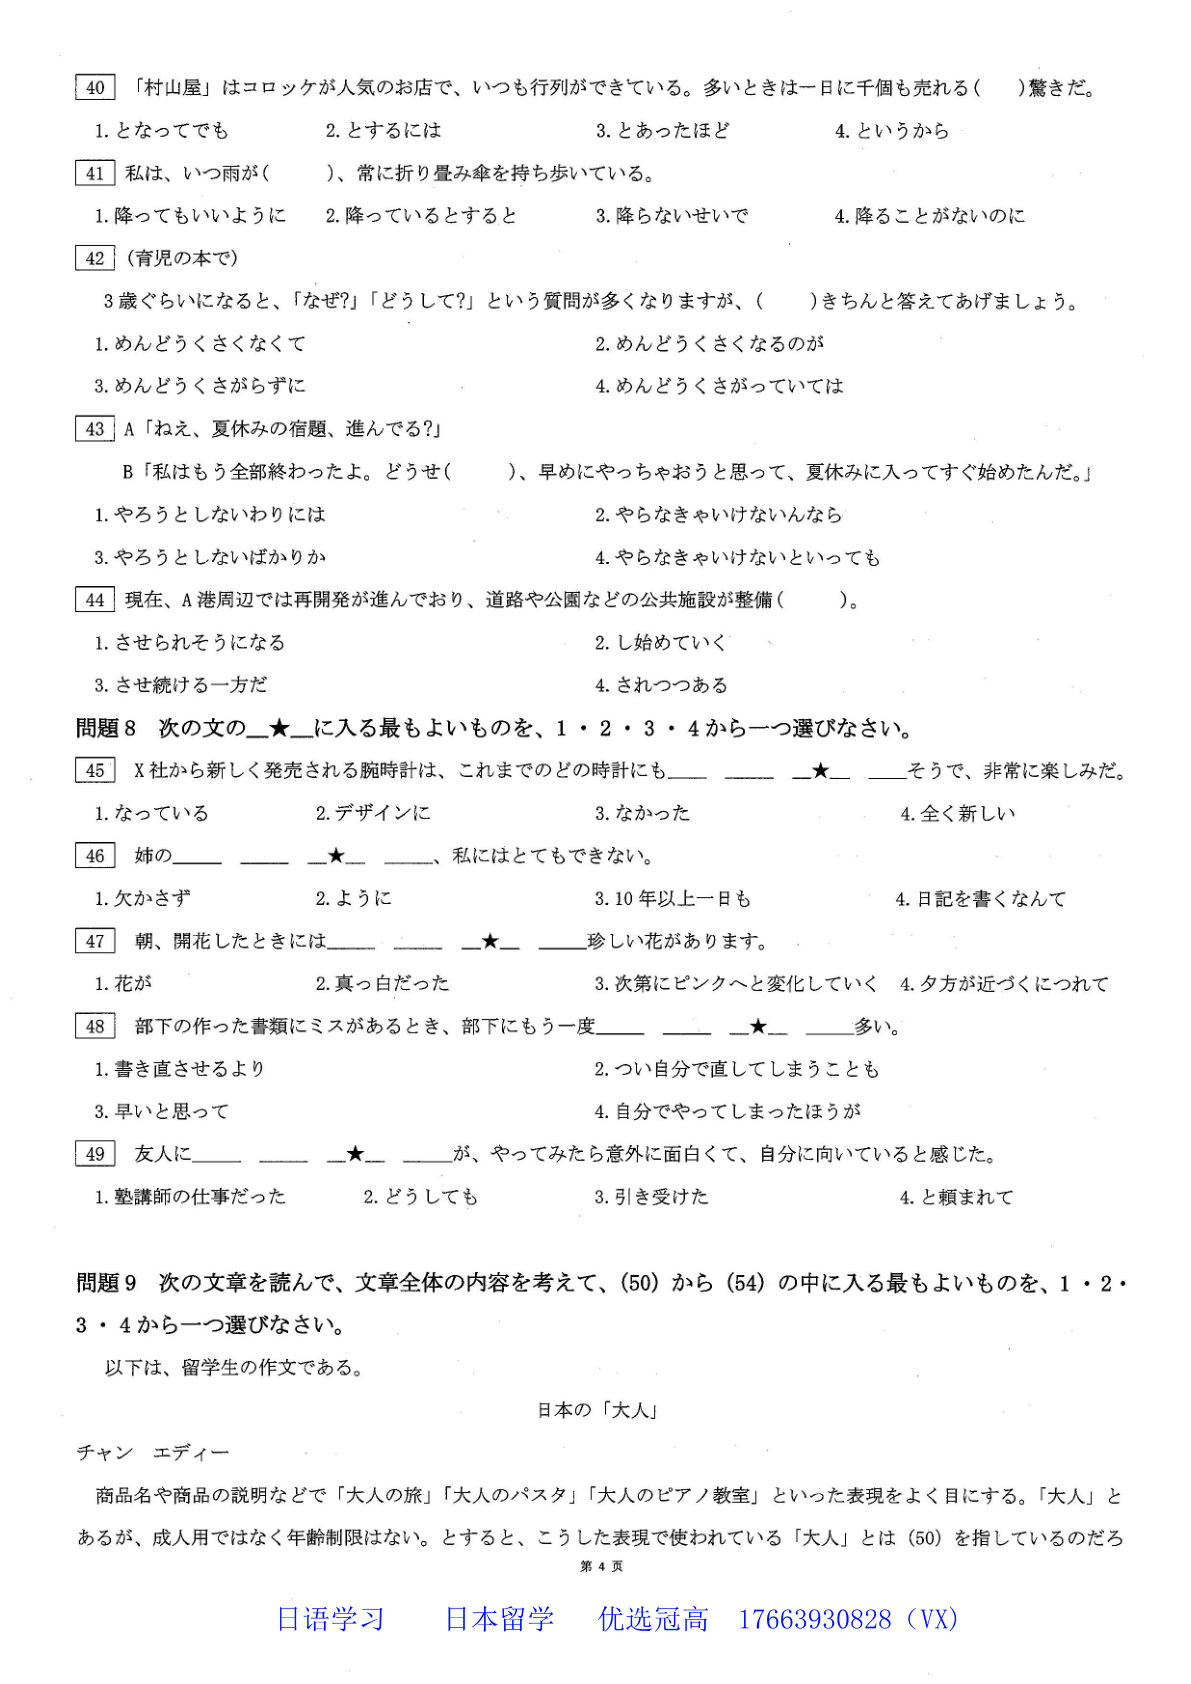 40 「村山屋」はコロッケが人気のお店で、いつも行列ができている。多いときは一日に千個も売れる(　　)驚きだ。
1.となってでも　2.とするには　3.とあったほど　4.というから
41 私は、いつ雨が(　　　)、常に折り畳み傘を持ち歩いている。
1.降ってもいいように　2.降っているとすると　3.降らないせいで　4.降ることがないのに
42 (育児の本で)
3歳ぐらいになると、「なぜ?」「どうして?」という質問が多くなりますが、(　　)きちんと答えてあげましょう。
1.めんどうくさくなくて　2.めんどうくさくなるのが
3.めんどうくさがらずに　4.めんどうくさがっていては
43 A「ねえ、夏休みの宿題、進んでる?」
B「私はもう全部終わったよ。どうせ(　　　)、早めにやっちゃおうと思って、夏休みに入ってすぐ始めたんだ。」
1.やろうとしないわりには　2.やらなきゃいけないんなら
3.やろうとしないばかりか　4.やらなきゃいけないといっても
44 現在、A港周辺では再開発が進んでおり、道路や公園などの公共施設が整備(　　　)。
1.させられそうになる　2.し始めていく
3.させ続ける一方だ　4.されつつある
問題8　次の文の__★__に入る最もよいものを、1・2・3・4から一つ選びなさい。
45　X社から新しく発売される腕時計は、これまでのどの時計にも____　_____　__★__　____そうで、非常に楽しみだ。
1.なっている　2.デザインに　3.なかった　4.全く新しい
46　姉の_____　_____　__★__　_____、私にはとてもできない。
1.欠かさず　2.ように　3.10年以上一日も　4.日記を書くなんて
47　朝、開花したときには_____　_____　__★__　_____珍しい花があります。
1.花が　2.真っ白だった　3.次第にピンクへと変化していく　4.夕方が近づくにつれて
48　部下の作った書類にミスがあるとき、部下にもう一度_____　_____　__★__　_____多い。
1.書き直させるより　2.つい自分で直してしまうことも
3.早いと思って　4.自分でやってしまったほうが
49　友人に_____　_____　__★__　_____が、やってみたら意外に面白くて、自分に向いていると感じた。
1.塾講師の仕事だった　2.どうしても　3.引き受けた　4.と頼まれて
問題9　次の文章を読んで、文章全体の内容を考えて、(50)から(54)の中に入る最もよいものを、1・2・
3・4から一つ選びなさい。
以下は、留学生の作文である。
日本の「大人」
チャン　エディー
商品名や商品の説明などで「大人の旅」「大人のパスタ」「大人のピアノ教室」といった表現をよく目にする。「大人」と
あるが、成人用ではなく年齢制限はない。とすると、こうした表現で使われている「大人」とは(50)を指しているのだろ
第 4 页
日语学习　日本留学　优选冠高　17663930828（VX)